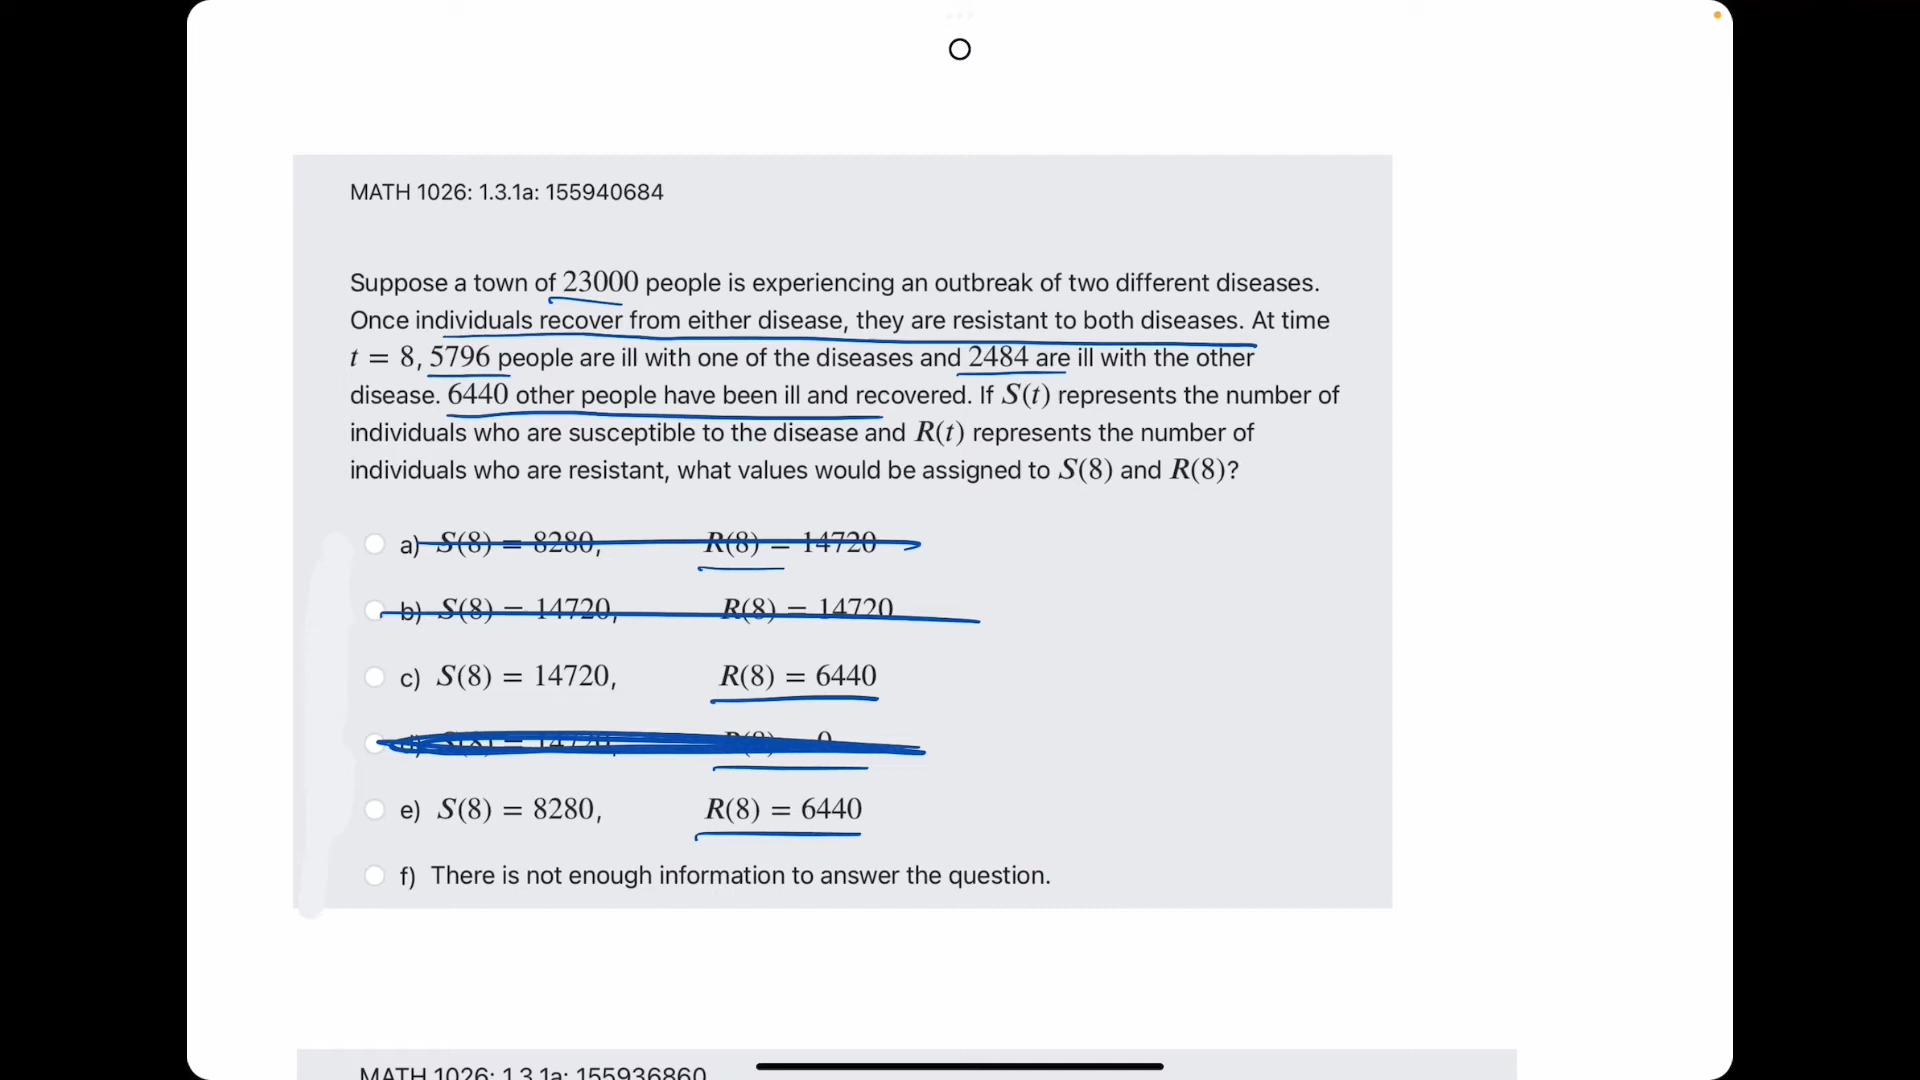 MATH 1026: 1.3.1a: 155940684
Suppose a town of 23000 people is experiencing an outbreak of two different diseases.
Once individuals recover from either disease, they are resistant to both diseases. At time
t = 8, 5796 people are ill with one of the diseases and 2484 are ill with the other
disease. 6440 other people have been ill and recovered. If S(t) represents the number of
individuals who are susceptible to the disease and R(t) represents the number of
individuals who are resistant, what values would be assigned to S(8) and R(8)?
a) S(8) = 8280, R(8) = 14720
b) S(8) = 14720, R(8) = 14720
c) S(8) = 14720, R(8) = 6440
d) S(8) = 14720, R(8) = 0
e) S(8) = 8280, R(8) = 6440
f) There is not enough information to answer the question.
MATH 1026: 1.3.1a: 155936860